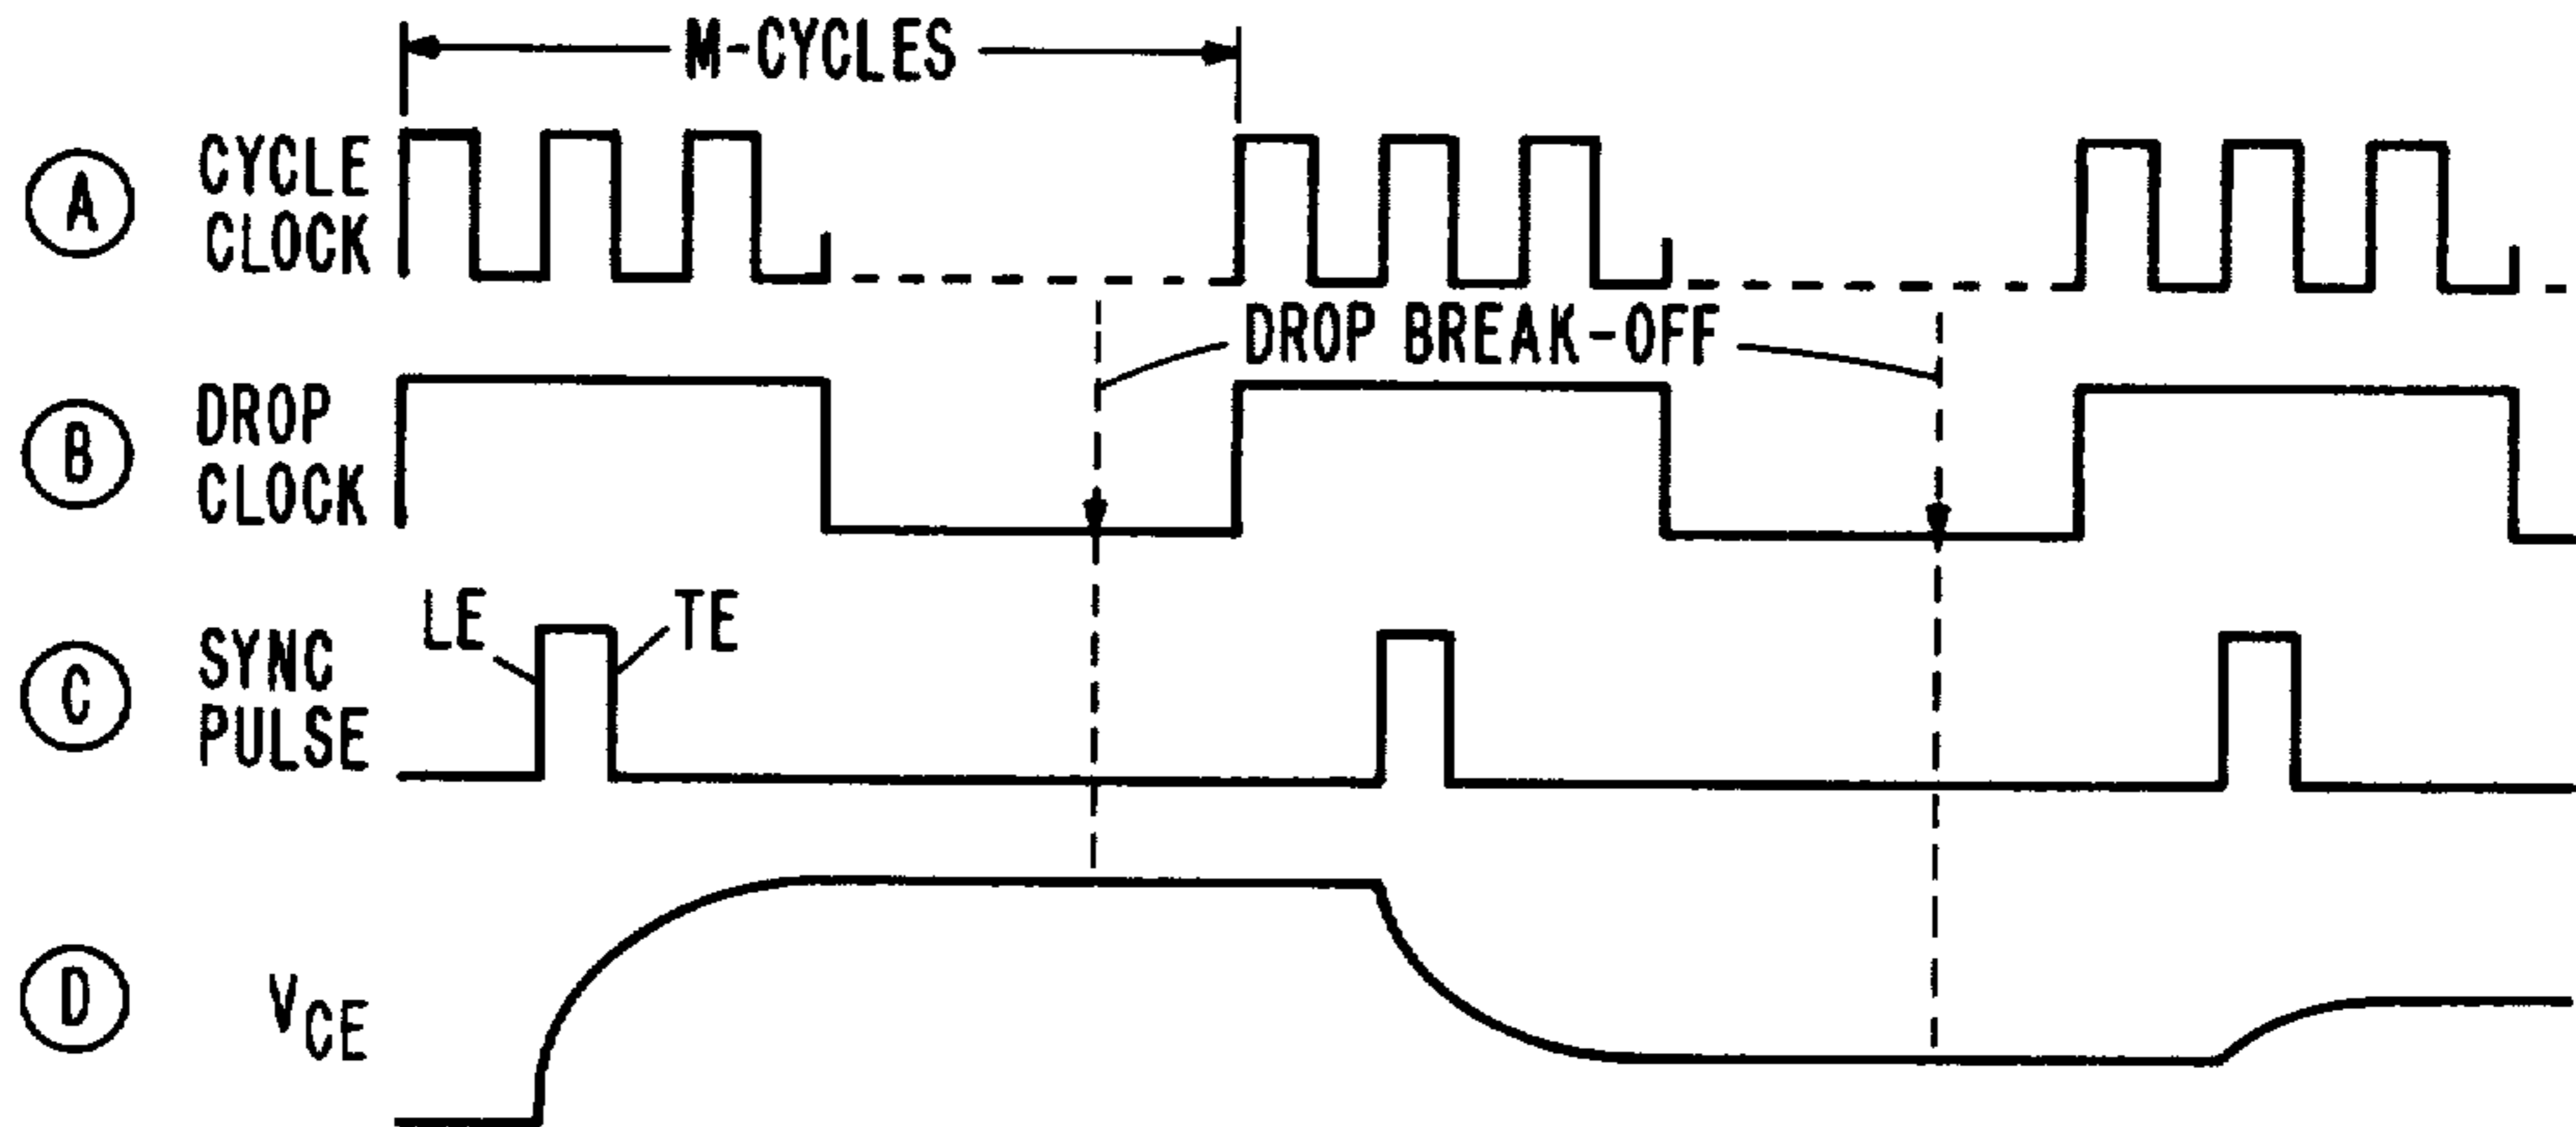 M-CYCLES
A
CYCLE
CLOCK
DROP BREAK-OFF
B
DROP
CLOCK
LE
TE
C
SYNC
PULSE
D
VCE